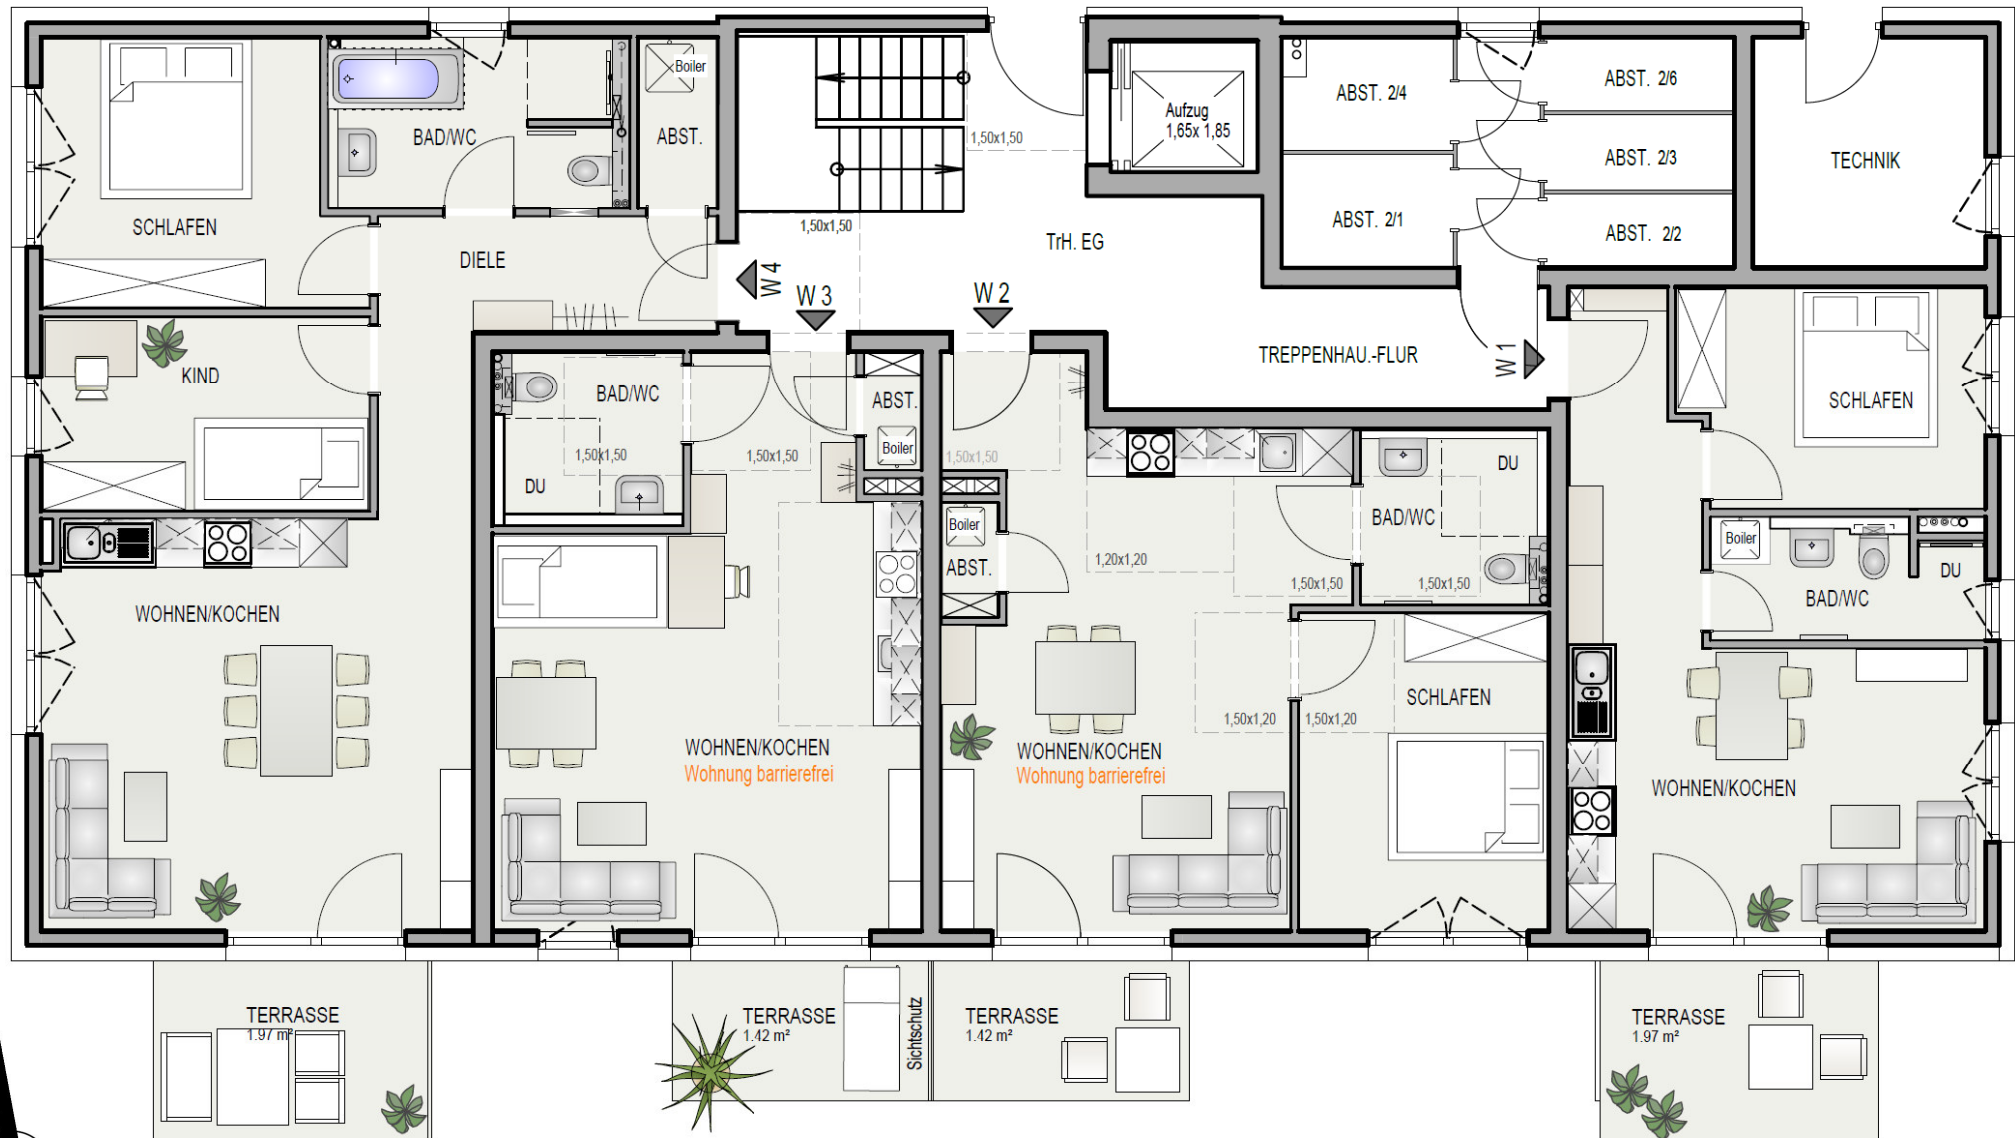 SCHLAFEN
BAD/WC
Boiler
ABST.
DIELE
KIND
WOHNEN/KOCHEN
TERRASSE
1.97 m²
1,50x1,50
1,50x1,50
Aufzug
1,65x 1,85
TrH. EG
W 4
W 3
W 2
W 1
TREPPENHAU.-FLUR
ABST. 2/4
ABST. 2/1
ABST. 2/6
ABST. 2/3
ABST. 2/2
TECHNIK
BAD/WC
1,50x1,50
DU
1,50x1,50
ABST.
Boiler
WOHNEN/KOCHEN
Wohnung barrierefrei
TERRASSE
1.42 m²
Sichtschutz
1,50x1,50
Boiler
ABST.
1,20x1,20
1,50x1,50
DU
BAD/WC
1,50x1,50
1,50x1,20
1,50x1,20
SCHLAFEN
WOHNEN/KOCHEN
Wohnung barrierefrei
TERRASSE
1.42 m²
SCHLAFEN
Boiler
DU
BAD/WC
WOHNEN/KOCHEN
TERRASSE
1.97 m²